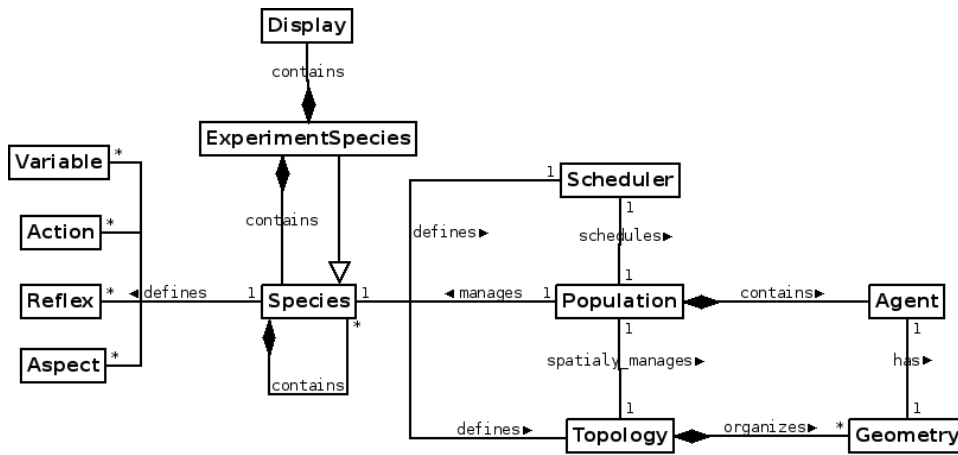 Display
contains
ExperimentSpecies
Variable *
1 Scheduler
1
contains
Action *
defines ►
schedules ►
1
Reflex * ◄ defines 1 Species 1 ◄ manages 1 Population contains ► Agent
*
1
1
Aspect *
spatialy_manages ►
has ►
contains
1
1
defines ► Topology organizes ► * Geometry